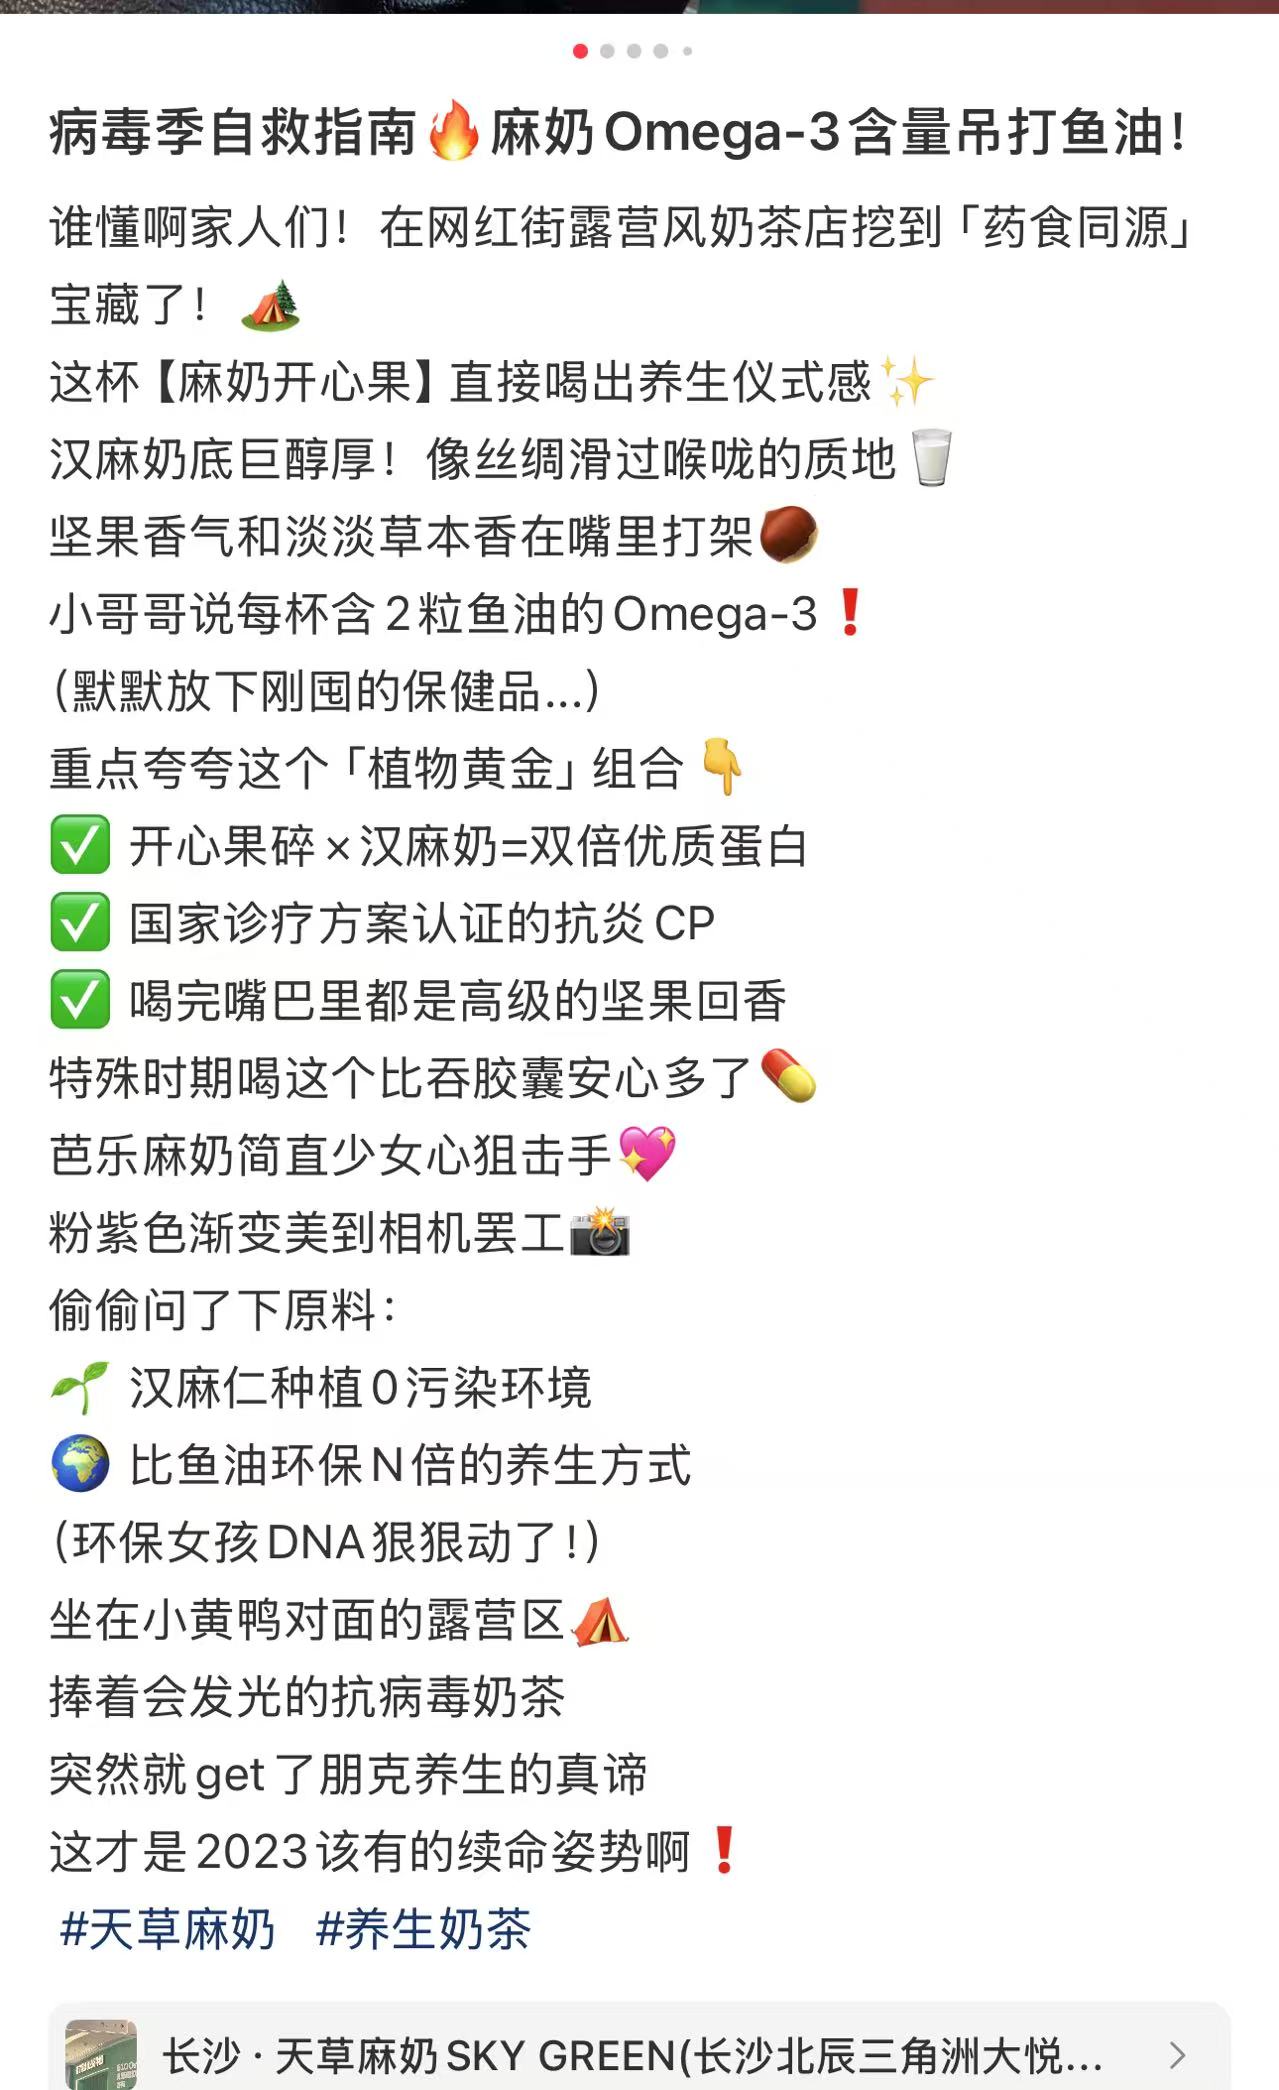 病毒季自救指南🔥麻奶Omega-3含量吊打鱼油！
谁懂啊家人们！在网红街露营风奶茶店挖到「药食同源」
宝藏了！🏕️
这杯【麻奶开心果】直接喝出养生仪式感✨
汉麻奶底巨醇厚！像丝绸滑过喉咙的质地🥛
坚果香气和淡淡草本香在嘴里打架🌰
小哥哥说每杯含2粒鱼油的Omega-3❗
（默默放下刚囤的保健品...）
重点夸夸这个「植物黄金」组合👇
✅ 开心果碎×汉麻奶=双倍优质蛋白
✅ 国家诊疗方案认证的抗炎CP
✅ 喝完嘴巴里都是高级的坚果回香
特殊时期喝这个比吞胶囊安心多了💊
芭乐麻奶简直少女心狙击手💖
粉紫色渐变美到相机罢工📸
偷偷问了下原料：
🌱 汉麻仁种植0污染环境
🌍 比鱼油环保N倍的养生方式
（环保女孩DNA狠狠动了！）
坐在小黄鸭对面的露营区⛺
捧着会发光的抗病毒奶茶
突然就get了朋克养生的真谛
这才是2023该有的续命姿势啊❗
#天草麻奶 #养生奶茶
长沙·天草麻奶SKY GREEN(长沙北辰三角洲大悦...